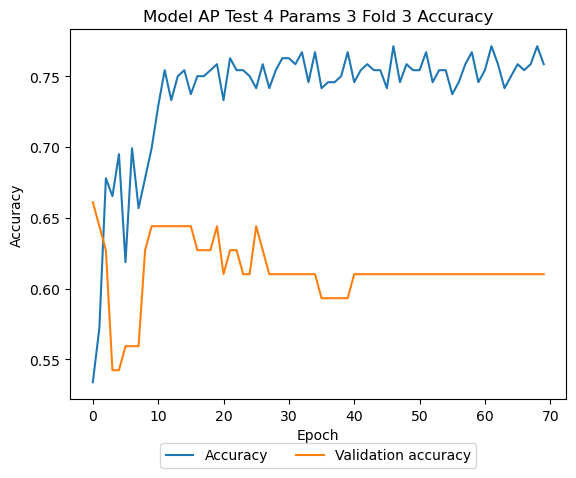 Model AP Test 4 Params 3 Fold 3 Accuracy
Accuracy
0.75
0.70
0.65
0.60
0.55
0 10 20 30 40 50 60 70
Epoch
Accuracy Validation accuracy